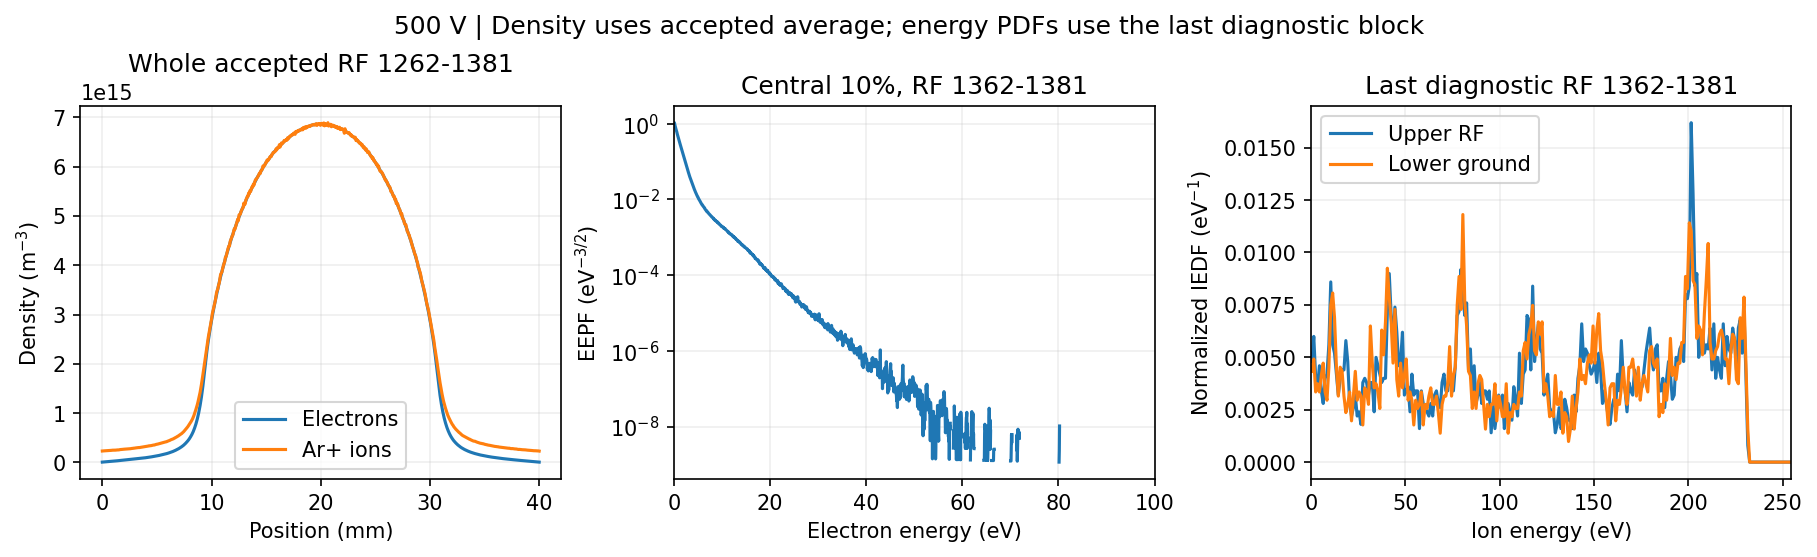 500 V | Density uses accepted average; energy PDFs use the last diagnostic block
Whole accepted RF 1262-1381
1e15
7
6
5
4
3
2
1
0
Density (m⁻³)
Electrons
Ar+ ions
0 10 20 30 40
Position (mm)
Central 10%, RF 1362-1381
10⁰
10⁻²
10⁻⁴
10⁻⁶
10⁻⁸
EEPF (eV⁻³/²)
0 20 40 60 80 100
Electron energy (eV)
Last diagnostic RF 1362-1381
Upper RF
Lower ground
0.0150
0.0125
0.0100
0.0075
0.0050
0.0025
0.0000
Normalized IEDF (eV⁻¹)
0 50 100 150 200 250
Ion energy (eV)